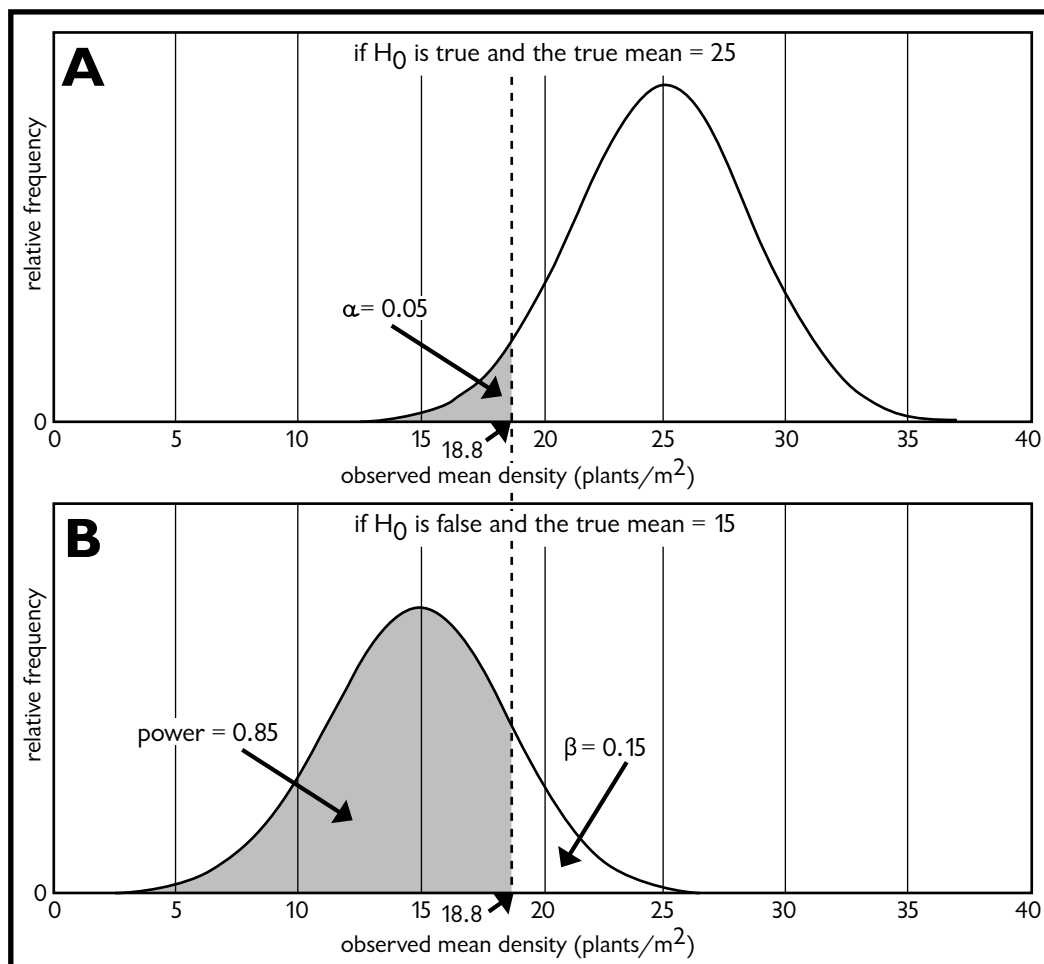 A
if H0 is true and the true mean = 25
relative frequency
α= 0.05
0
0 5 10 15 20 25 30 35 40
18.8
observed mean density (plants/m2)
B
if H0 is false and the true mean = 15
relative frequency
power = 0.85
β= 0.15
0
0 5 10 15 20 25 30 35 40
18.8
observed mean density (plants/m2)